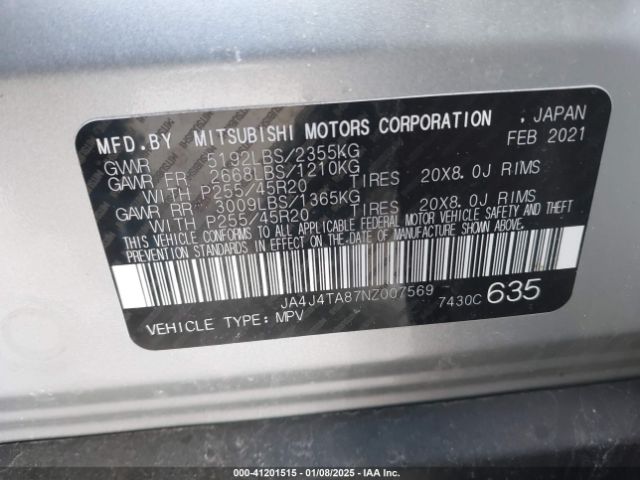 MFD.BY MITSUBISHI MOTORS CORPORATION . JAPAN
FEB 2021
GWVR 5192LBS/2355KG
GAWR FR 2668LBS/1210KG
WITH P255/45R20 TIRES 20X8.0J RIMS
GAWR RR 3009LBS/1365KG
WITH P255/45R20 TIRES 20X8.0J RIMS
THIS VEHICLE CONFORMS TO ALL APPLICABLE FEDERAL MOTOR VEHICLE SAFETY AND
THEFT PREVENTION STANDARDS IN EFFECT ON THE DATE OF MANUFACTURE SHOWN ABOVE.
JA4J4TA87NZ007569 7430C 635
VEHICLE TYPE: MPV
000-41201515 - 01/08/2025 - IAA Inc.